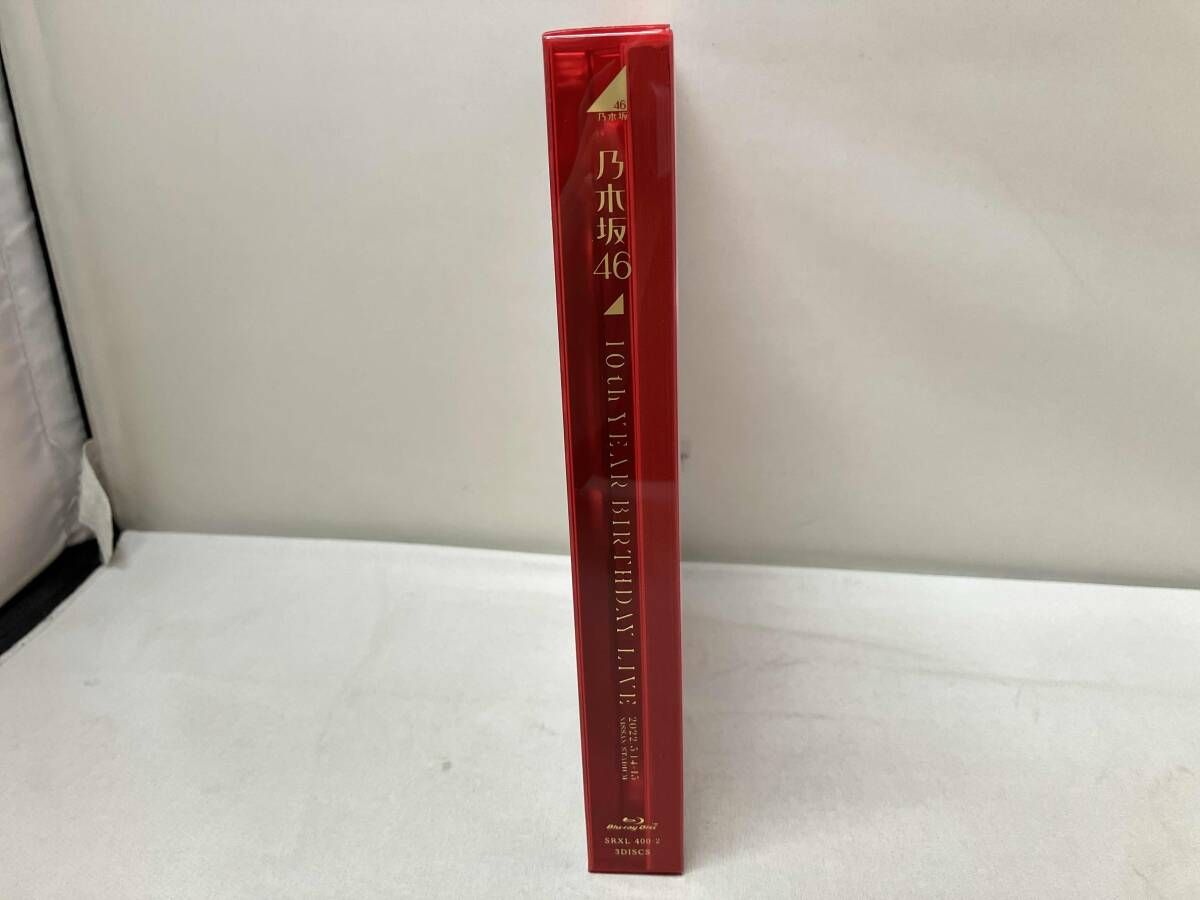 46
乃木坂
乃木坂46
10th YEAR BIRTHDAY LIVE
2022.5.14-15
NISSAN STADIUM
Blu-ray Disc
SRXL 400-2
3DISCS